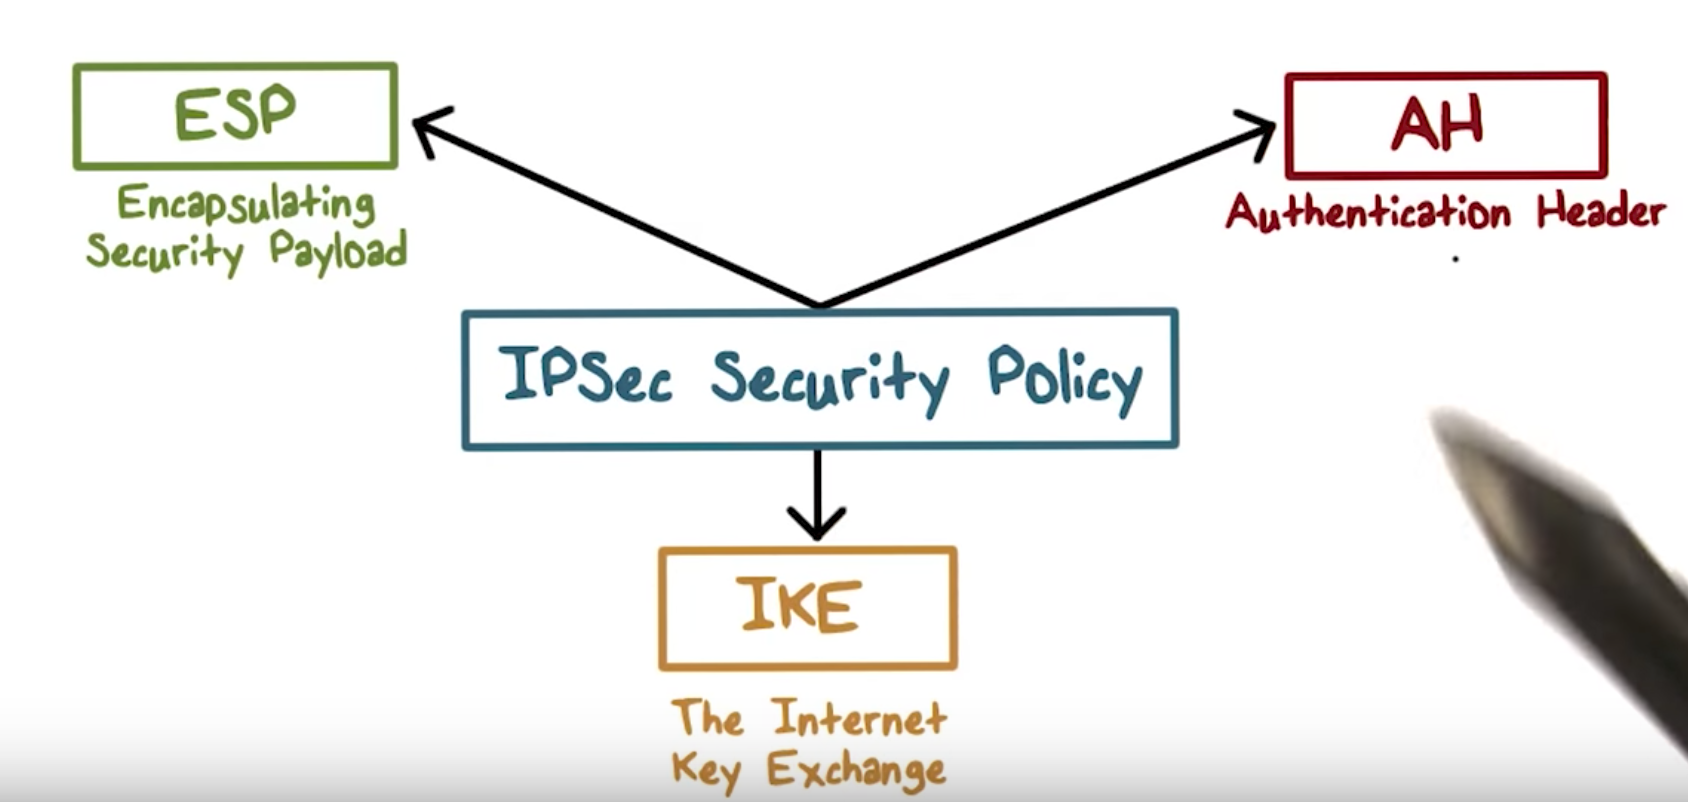 ESP
Encapsulating
Security Payload
AH
Authentication Header
IPSec Security Policy
IKE
The Internet
Key Exchange